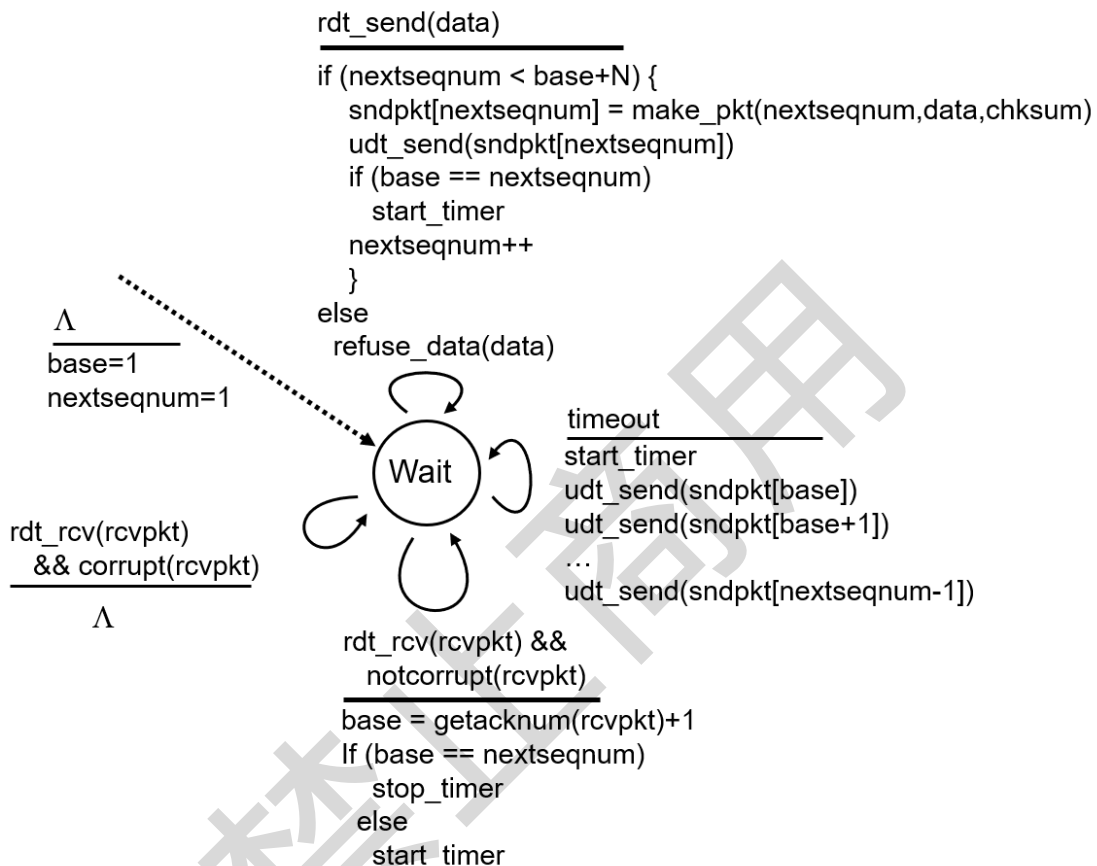 rdt_send(data)
if (nextseqnum < base+N) {
sndpkt[nextseqnum] = make_pkt(nextseqnum,data,chksum)
udt_send(sndpkt[nextseqnum])
if (base == nextseqnum)
start_timer
nextseqnum++
}
else
refuse_data(data)
Λ
base=1
nextseqnum=1
Wait
timeout
start_timer
udt_send(sndpkt[base])
udt_send(sndpkt[base+1])
…
udt_send(sndpkt[nextseqnum-1])
rdt_rcv(rcvpkt)
&& corrupt(rcvpkt)
Λ
rdt_rcv(rcvpkt) &&
notcorrupt(rcvpkt)
base = getacknum(rcvpkt)+1
If (base == nextseqnum)
stop_timer
else
start_timer
禁止商用